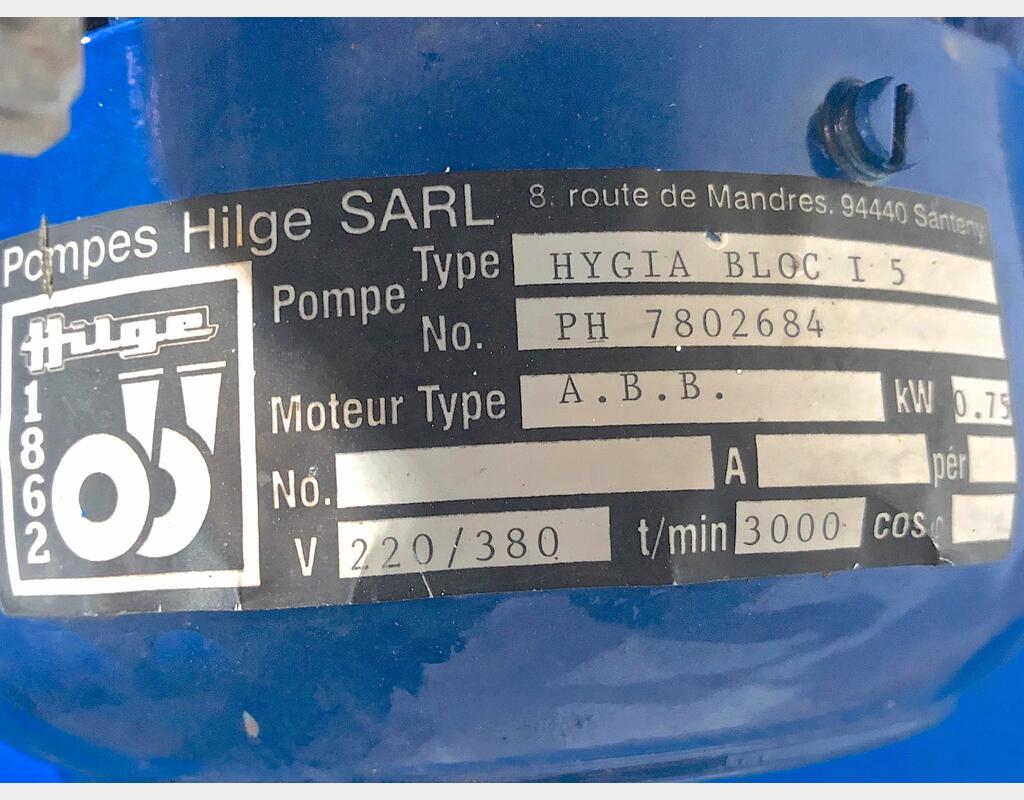 Pompes Hilge SARL 8. route de Mandres. 94440 Santeny
Hilge
1862
Pompe Type HYGIA BLOC I 5
No. PH 7802684
Moteur Type A.B.B. kW 0.75
No. A pér
V 220/380 t/min 3000 cos φ